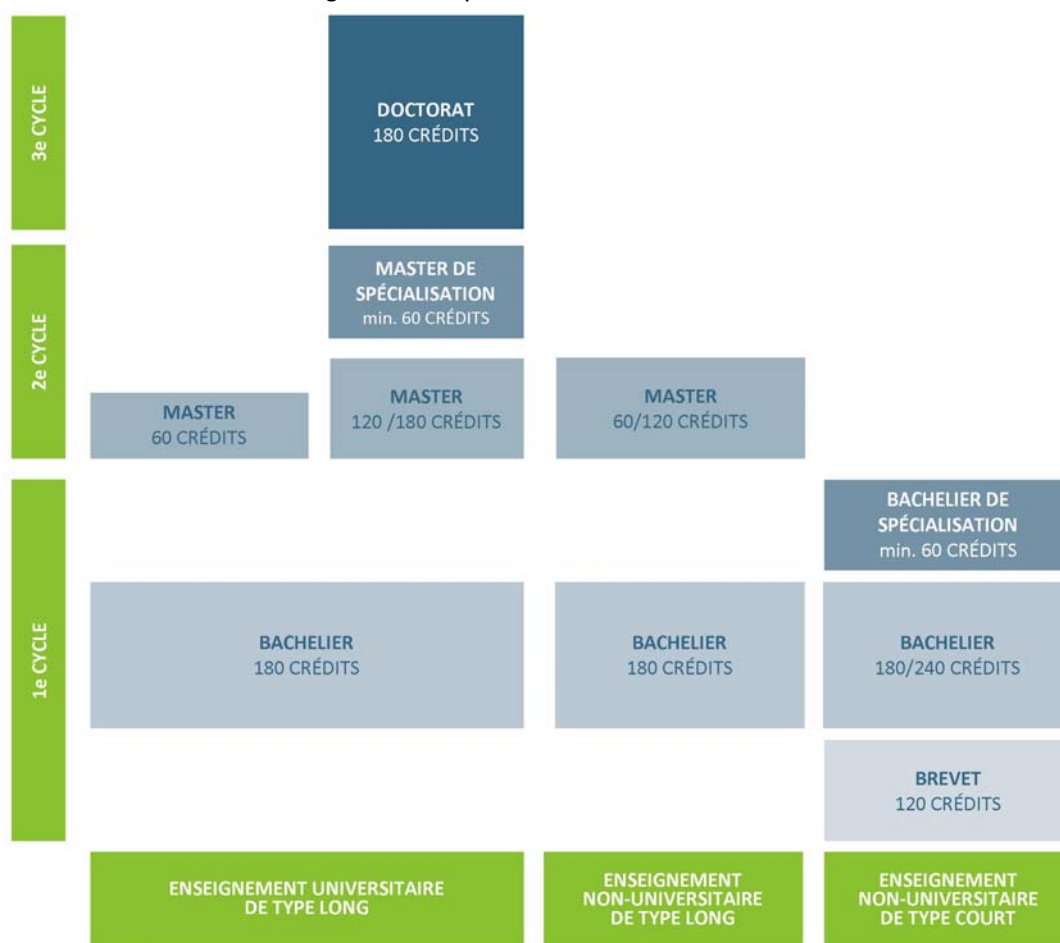 3e CYCLE
DOCTORAT
180 CRÉDITS
2e CYCLE
MASTER DE
SPÉCIALISATION
min. 60 CRÉDITS
MASTER
60 CRÉDITS
MASTER
120 /180 CRÉDITS
MASTER
60/120 CRÉDITS
1e CYCLE
BACHELIER DE
SPÉCIALISATION
min. 60 CRÉDITS
BACHELIER
180 CRÉDITS
BACHELIER
180 CRÉDITS
BACHELIER
180/240 CRÉDITS
BREVET
120 CRÉDITS
ENSEIGNEMENT UNIVERSITAIRE
DE TYPE LONG
ENSEIGNEMENT
NON-UNIVERSITAIRE
DE TYPE LONG
ENSEIGNEMENT
NON-UNIVERSITAIRE
DE TYPE COURT